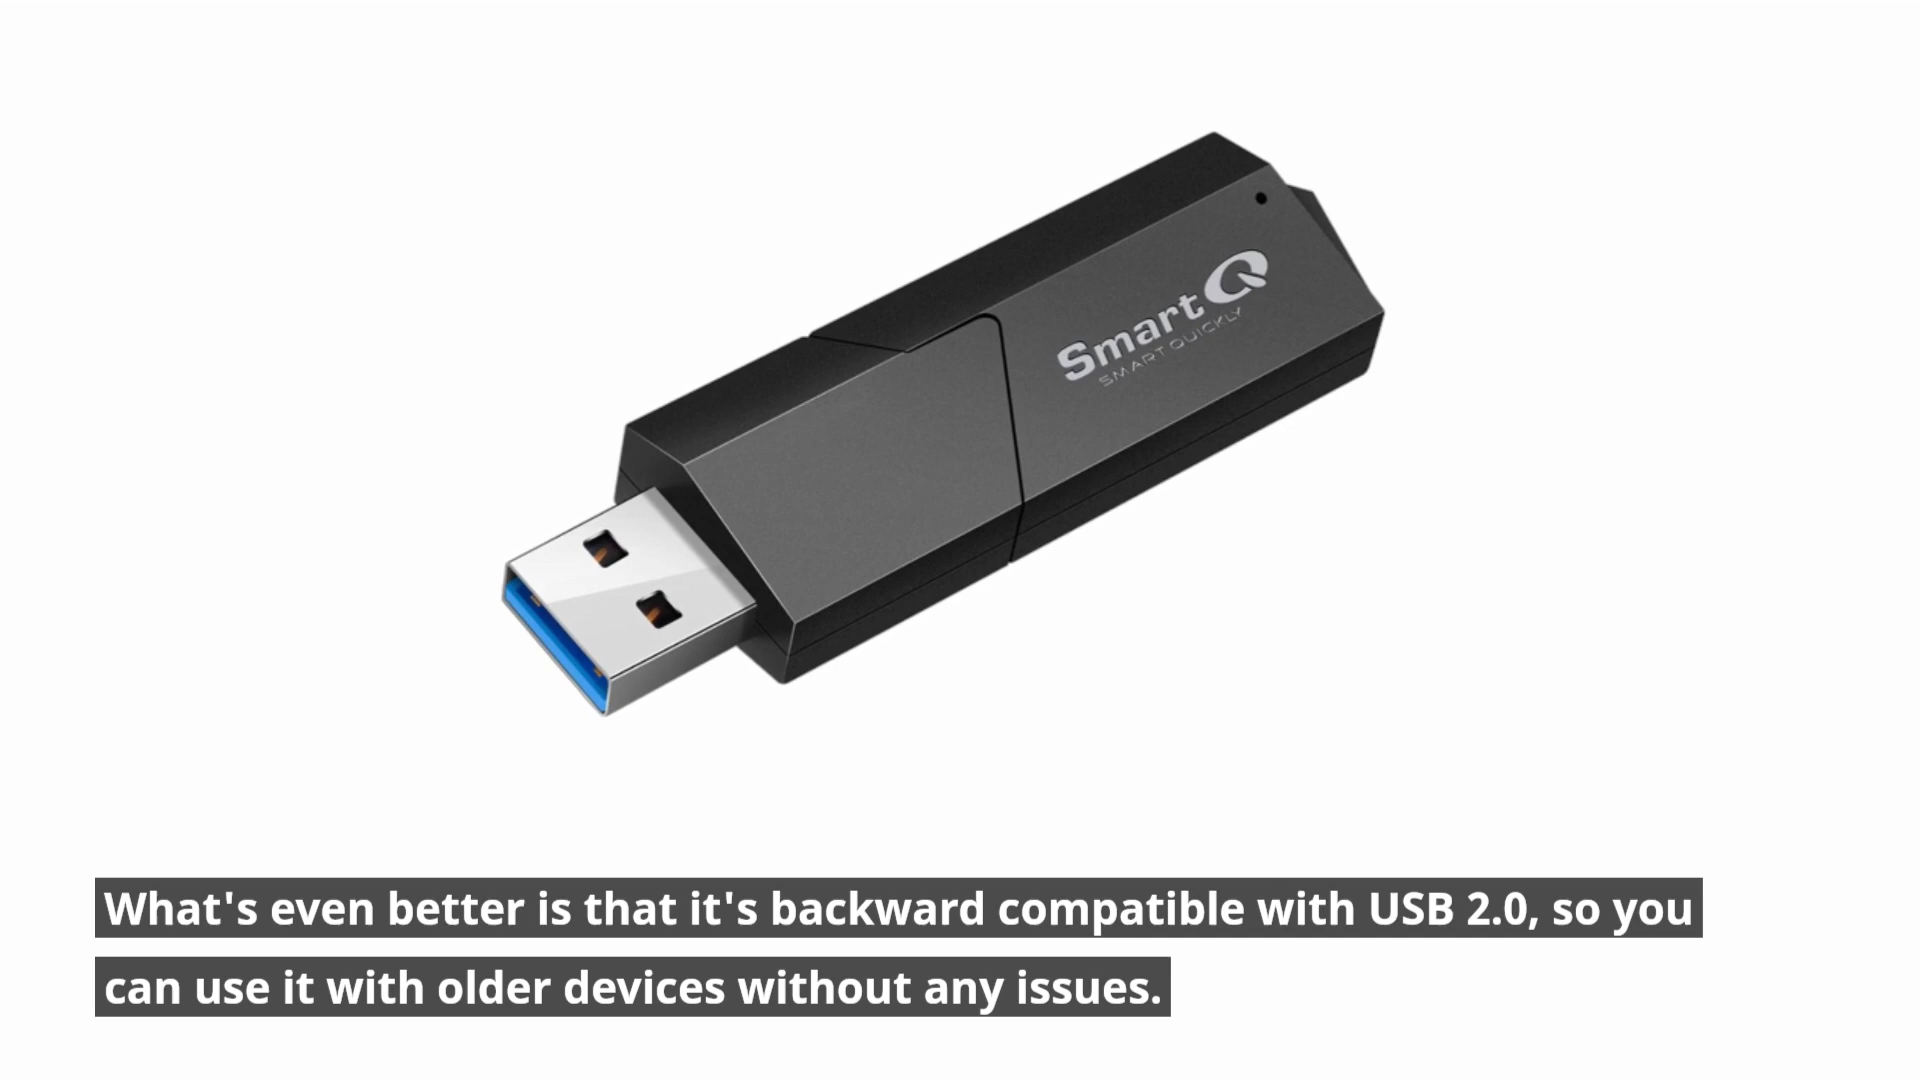 Smart Q
SMART QUICKLY
What's even better is that it's backward compatible with USB 2.0, so you
can use it with older devices without any issues.